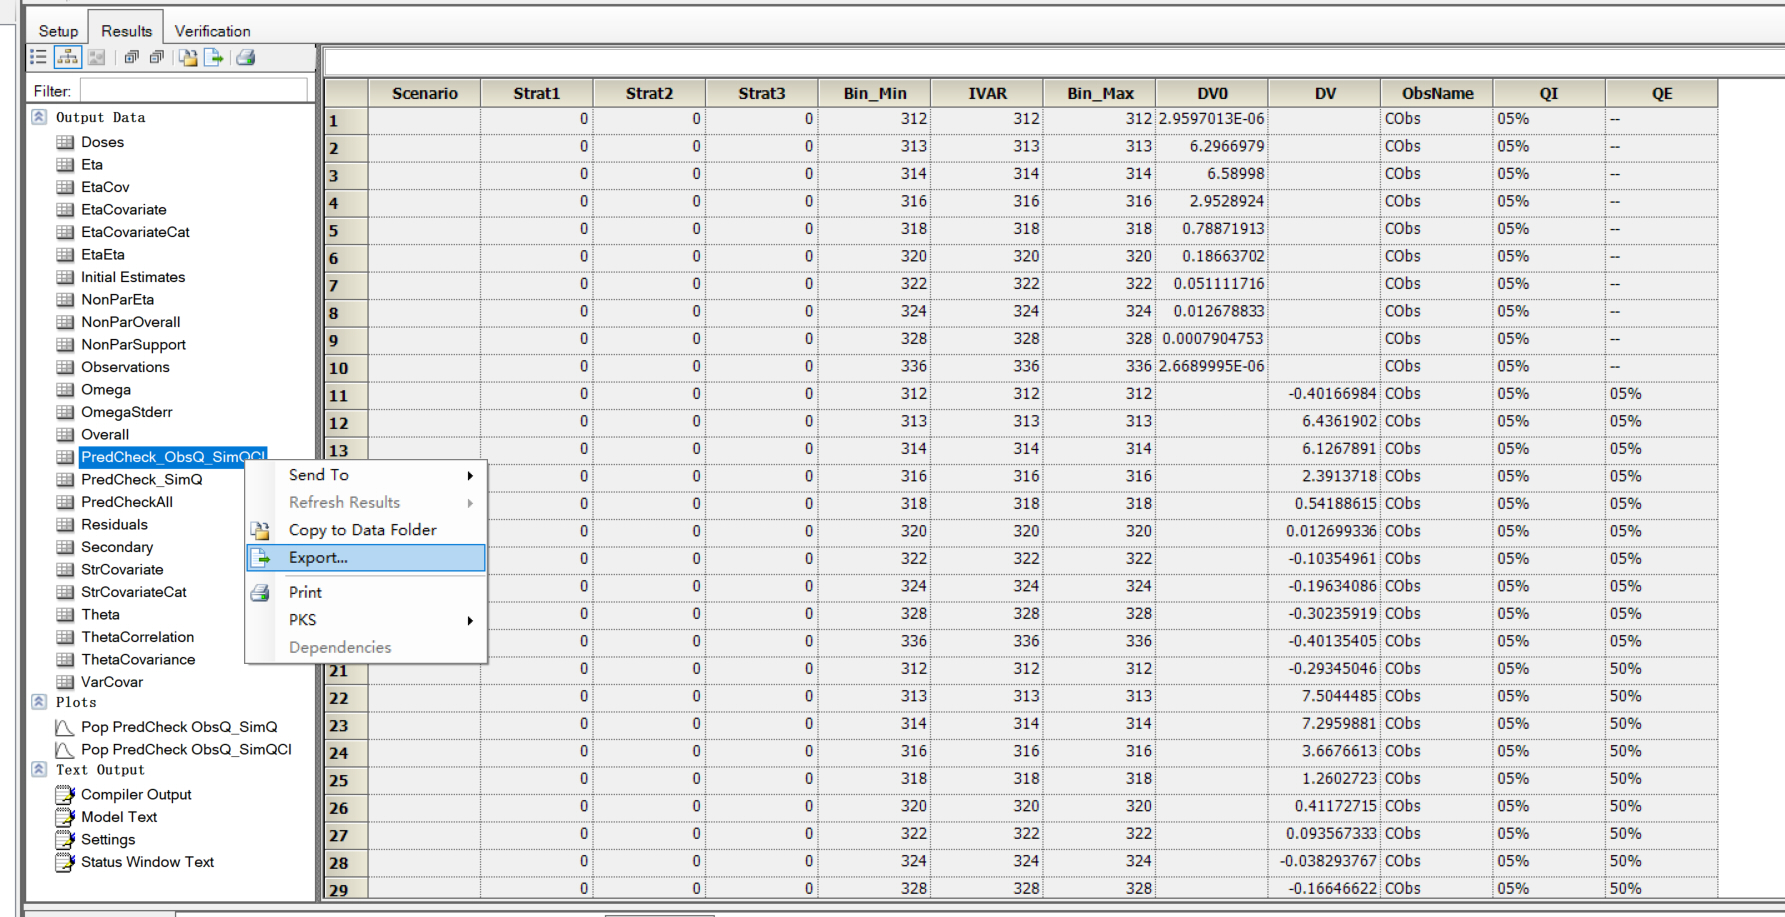 Setup Results Verification
Filter:
Output Data
Doses
Eta
EtaCov
EtaCovariate
EtaCovariateCat
EtaEta
Initial Estimates
NonParEta
NonParOverall
NonParSupport
Observations
Omega
OmegaStderr
Overall
PredCheck_ObsQ_SimQCI
PredCheck_SimQ
PredCheckAll
Residuals
Secondary
StrCovariate
StrCovariateCat
Theta
ThetaCorrelation
ThetaCovariance
VarCovar
Plots
Pop PredCheck ObsQ_SimQ
Pop PredCheck ObsQ_SimQCI
Text Output
Compiler Output
Model Text
Settings
Status Window Text
Send To
Refresh Results
Copy to Data Folder
Export...
Print
PKS
Dependencies
Scenario Strat1 Strat2 Strat3 Bin_Min IVAR Bin_Max DV0 DV ObsName QI QE
1 0 0 0 312 312 312 2.9597013E-06 CObs 05% --
2 0 0 0 313 313 313 6.2966979 CObs 05% --
3 0 0 0 314 314 314 6.58998 CObs 05% --
4 0 0 0 316 316 316 2.9528924 CObs 05% --
5 0 0 0 318 318 318 0.78871913 CObs 05% --
6 0 0 0 320 320 320 0.18663702 CObs 05% --
7 0 0 0 322 322 322 0.051111716 CObs 05% --
8 0 0 0 324 324 324 0.012678833 CObs 05% --
9 0 0 0 328 328 328 0.0007904753 CObs 05% --
10 0 0 0 336 336 336 2.6689995E-06 CObs 05% --
11 0 0 0 312 312 312 -0.40166984 CObs 05% 05%
12 0 0 0 313 313 313 6.4361902 CObs 05% 05%
13 0 0 0 314 314 314 6.1267891 CObs 05% 05%
0 0 0 316 316 316 2.3913718 CObs 05% 05%
0 0 0 318 318 318 0.54188615 CObs 05% 05%
0 0 0 320 320 320 0.012699336 CObs 05% 05%
0 0 0 322 322 322 -0.10354961 CObs 05% 05%
0 0 0 324 324 324 -0.19634086 CObs 05% 05%
0 0 0 328 328 328 -0.30235919 CObs 05% 05%
0 0 0 336 336 336 -0.40135405 CObs 05% 05%
21 0 0 0 312 312 312 -0.29345046 CObs 05% 50%
22 0 0 0 313 313 313 7.5044485 CObs 05% 50%
23 0 0 0 314 314 314 7.2959881 CObs 05% 50%
24 0 0 0 316 316 316 3.6676613 CObs 05% 50%
25 0 0 0 318 318 318 1.2602723 CObs 05% 50%
26 0 0 0 320 320 320 0.41172715 CObs 05% 50%
27 0 0 0 322 322 322 0.093567333 CObs 05% 50%
28 0 0 0 324 324 324 -0.038293767 CObs 05% 50%
29 0 0 0 328 328 328 -0.16646622 CObs 05% 50%